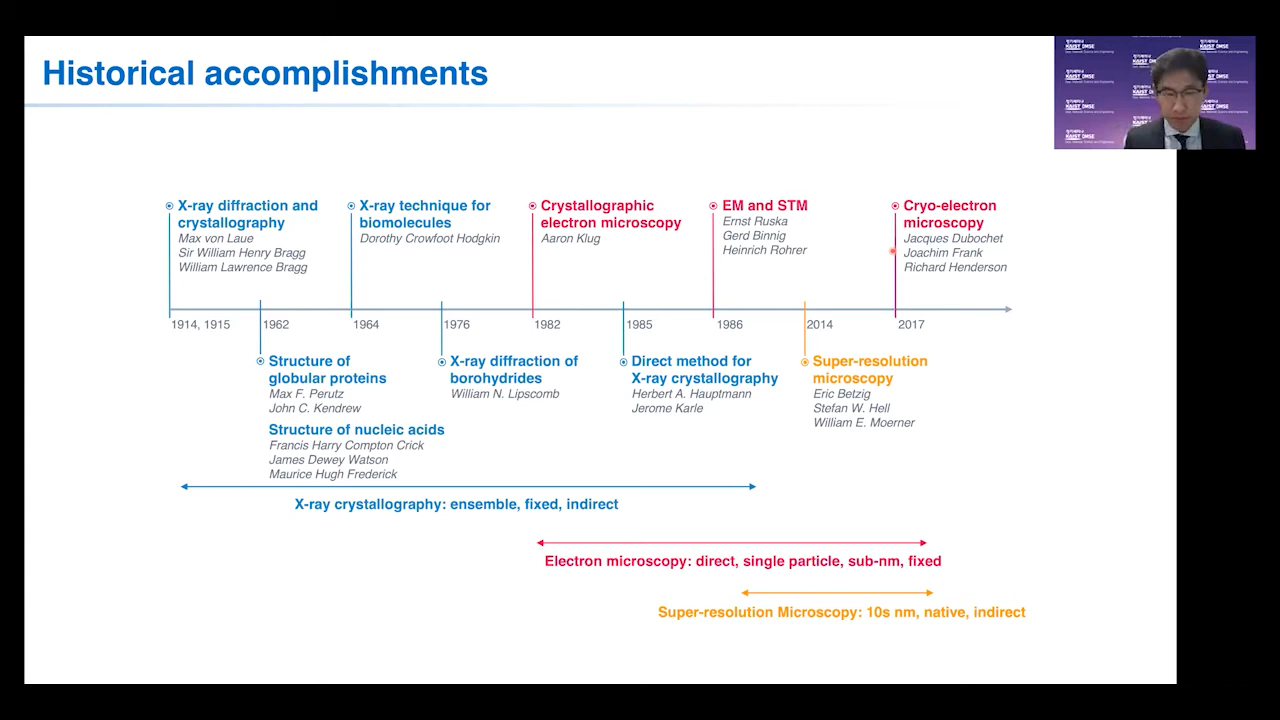 Historical accomplishments
X-ray diffraction and
crystallography
Max von Laue
Sir William Henry Bragg
William Lawrence Bragg
X-ray technique for
biomolecules
Dorothy Crowfoot Hodgkin
Crystallographic
electron microscopy
Aaron Klug
EM and STM
Ernst Ruska
Gerd Binnig
Heinrich Rohrer
Cryo-electron
microscopy
Jacques Dubochet
Joachim Frank
Richard Henderson
1914, 1915
1962
1964
1976
1982
1985
1986
2014
2017
Structure of
globular proteins
Max F. Perutz
John C. Kendrew
Structure of nucleic acids
Francis Harry Compton Crick
James Dewey Watson
Maurice Hugh Frederick
X-ray diffraction of
borohydrides
William N. Lipscomb
Direct method for
X-ray crystallography
Herbert A. Hauptmann
Jerome Karle
Super-resolution
microscopy
Eric Betzig
Stefan W. Hell
William E. Moerner
X-ray crystallography: ensemble, fixed, indirect
Electron microscopy: direct, single particle, sub-nm, fixed
Super-resolution Microscopy: 10s nm, native, indirect
KAIST DMSE